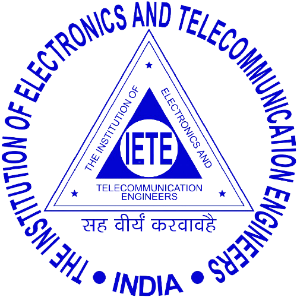 THE INSTITUTION OF ELECTRONICS AND TELECOMMUNICATION ENGINEERS
• INDIA •
THE INSTITUTION OF
ELECTRONICS AND
IETE
TELECOMMUNICATION
ENGINEERS
सह वीर्यं करवावहै